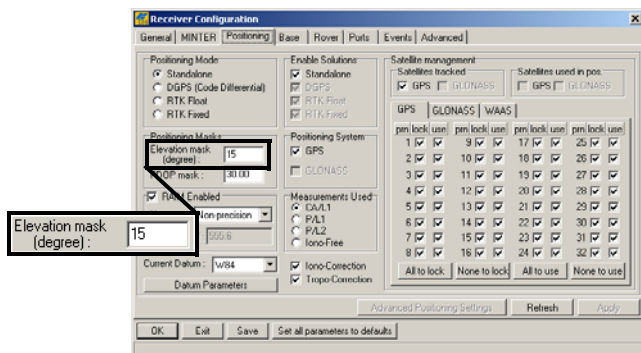 Receiver Configuration
General MINTER Positioning Base Rover Ports Events Advanced
Positioning Mode
Standalone
DGPS (Code Differential)
RTK Float
RTK Fixed
Enable Solutions
Standalone
DGPS
RTK Float
RTK Fixed
Satellite management
Satellites tracked
GPS GLONASS
Satellites used in pos.
GPS GLONASS
GPS GLONASS WAAS
prn lock use prn lock use prn lock use prn lock use
1 9 17 25
2 10 18 26
3 11 19 27
4 12 20 28
5 13 21 29
6 14 22 30
7 15 23 31
8 16 24 32
All to lock None to lock All to use None to use
Positioning Masks
Elevation mask
(degree) : 15
PDOP mask : 30.00
Positioning System
GPS
GLONASS
RAIM Enabled
Non-precision
555.6
Measurements Used
CA/L1
P/L1
P/L2
Iono-Free
Elevation mask
(degree) : 15
Current Datum : W84
Datum Parameters
Iono-Correction
Tropo-Correction
Advanced Positioning Settings Refresh Apply
OK Exit Save Set all parameters to defaults